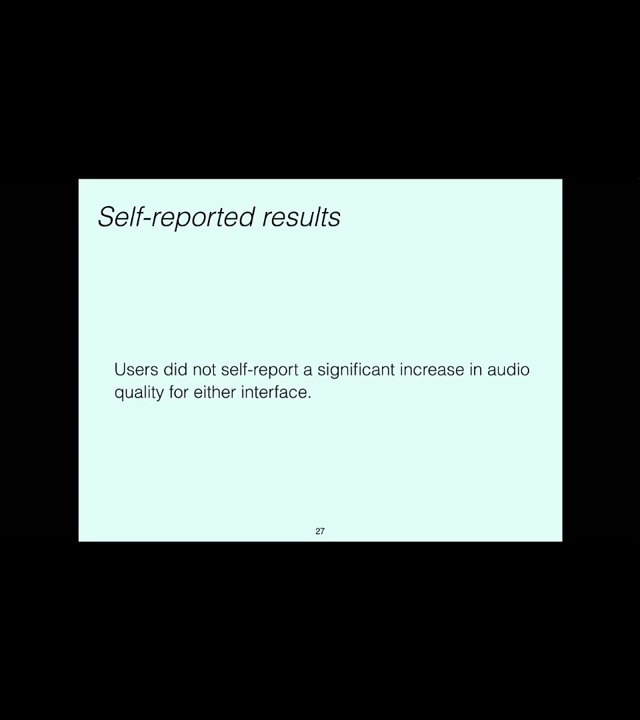 Self-reported results
Users did not self-report a significant increase in audio
quality for either interface.
27